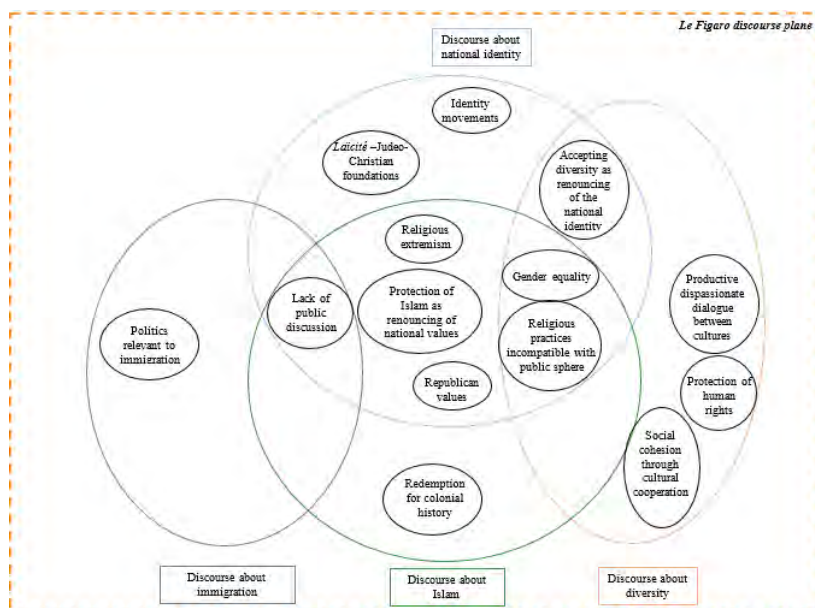 Le Figaro discourse plane
Discourse about
national identity
Identity
movements
Laïcité –Judeo-
Christian
foundations
Accepting
diversity as
renouncing
of the
national
identity
Religious
extremism
Gender equality
Lack of
public
discussion
Protection of
Islam as
renouncing of
national values
Productive
dispassionate
dialogue
between
cultures
Politics
relevant to
immigration
Religious
practices
incompatible with
public sphere
Republican
values
Protection of
human
rights
Social
cohesion
through
cultural
cooperation
Redemption
for colonial
history
Discourse about
immigration
Discourse about
Islam
Discourse about
diversity